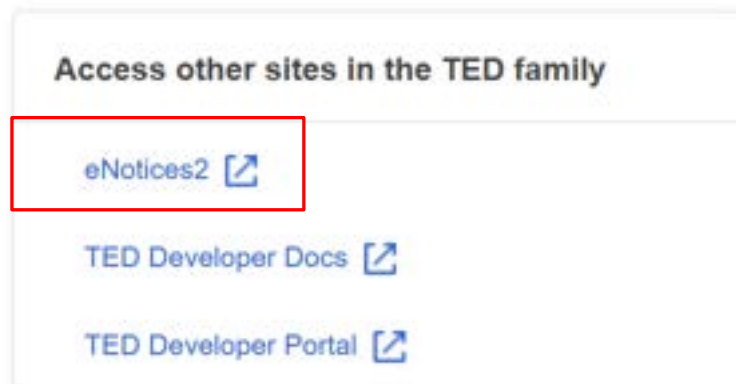 Access other sites in the TED family
eNotices2
TED Developer Docs
TED Developer Portal